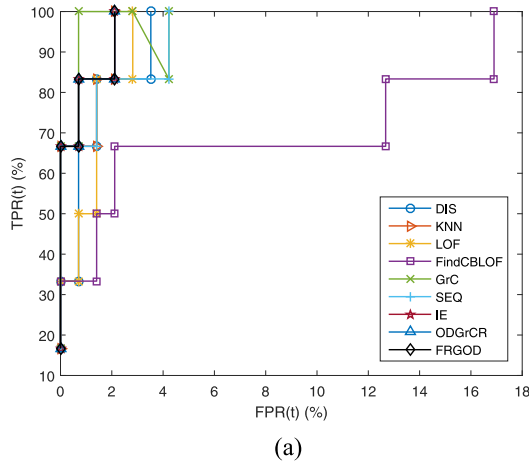 100
90
80
70
60
50
40
30
20
10
TPR(t) (%)
0
2
4
6
8
10
12
14
16
18
FPR(t) (%)
DIS
KNN
LOF
FindCBLOF
GrC
SEQ
IE
ODGrCR
FRGOD
(a)